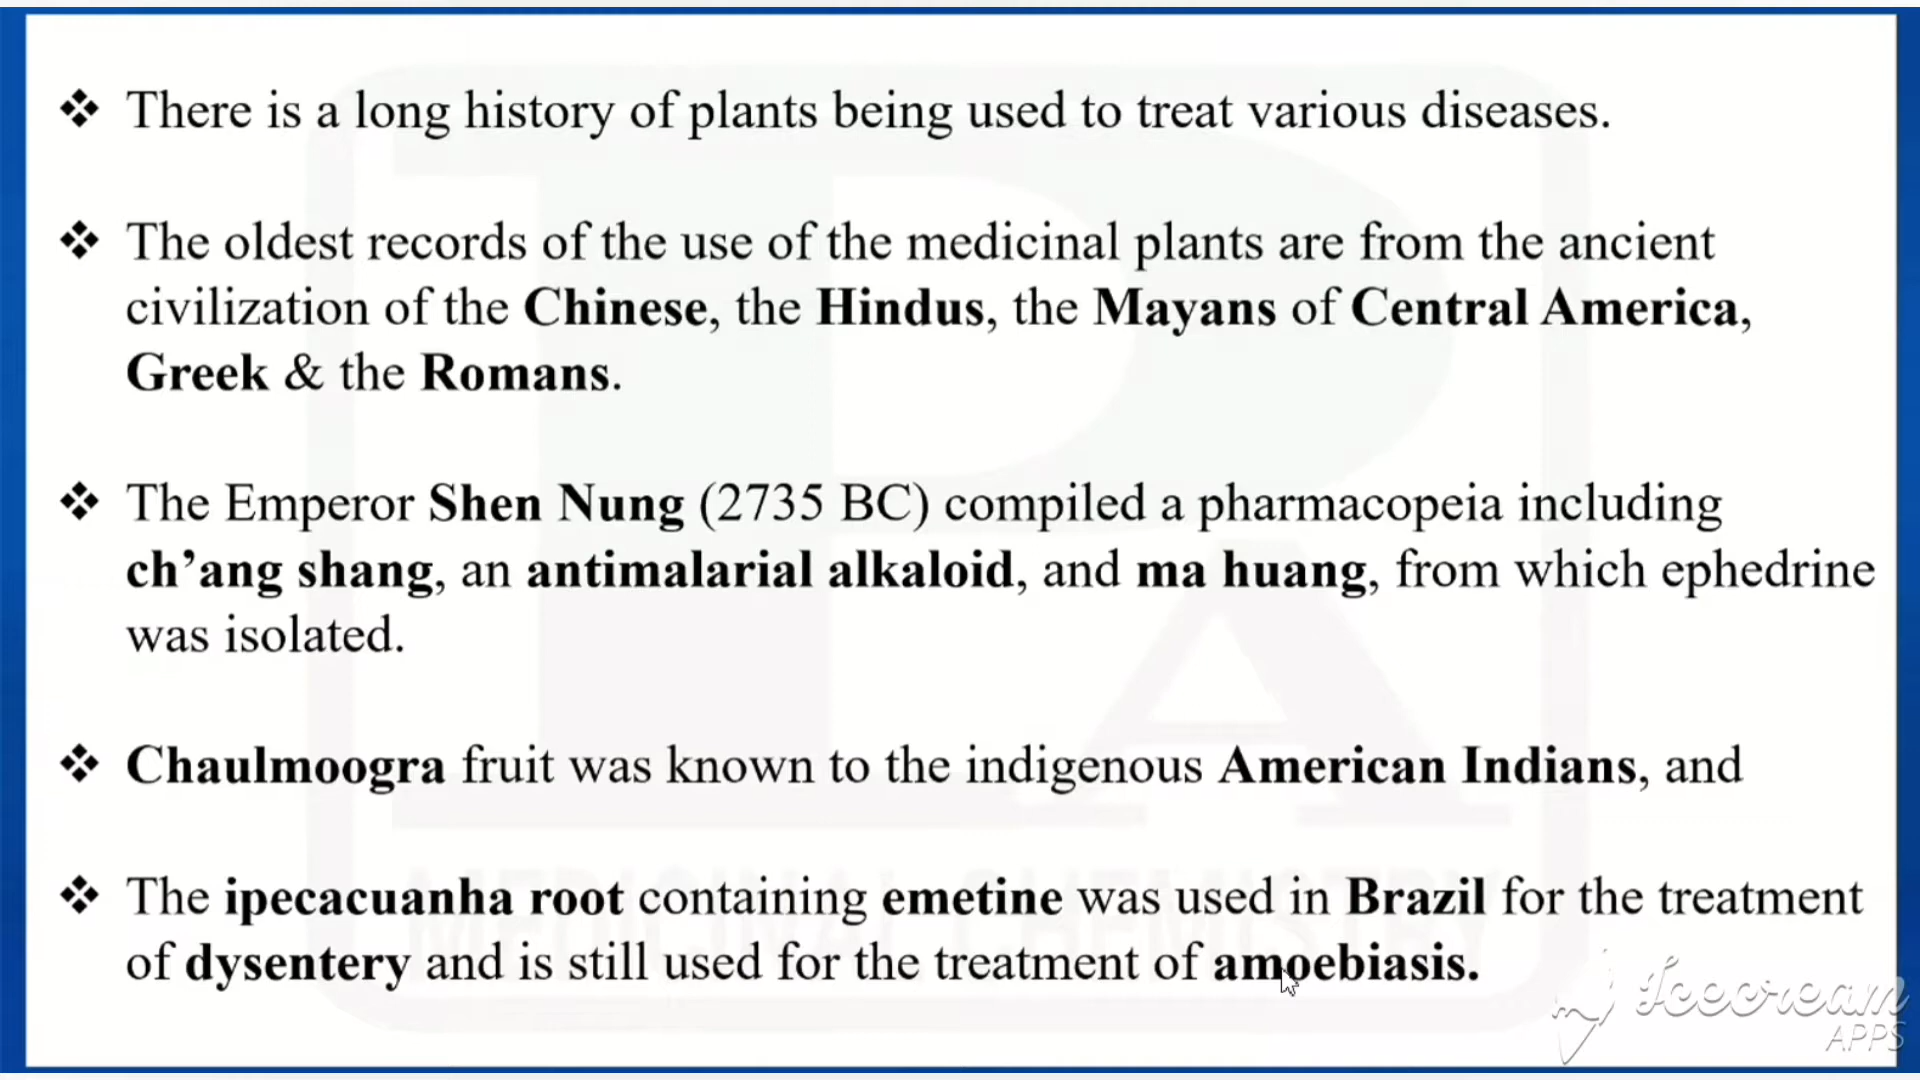 ❖ There is a long history of plants being used to treat various diseases.
❖ The oldest records of the use of the medicinal plants are from the ancient
civilization of the Chinese, the Hindus, the Mayans of Central America,
Greek & the Romans.
❖ The Emperor Shen Nung (2735 BC) compiled a pharmacopeia including
ch’ang shang, an antimalarial alkaloid, and ma huang, from which ephedrine
was isolated.
❖ Chaulmoogra fruit was known to the indigenous American Indians, and
❖ The ipecacuanha root containing emetine was used in Brazil for the treatment
of dysentery and is still used for the treatment of amoebiasis.
MEDICINAL CHEMISTRY
Icecream
APPS